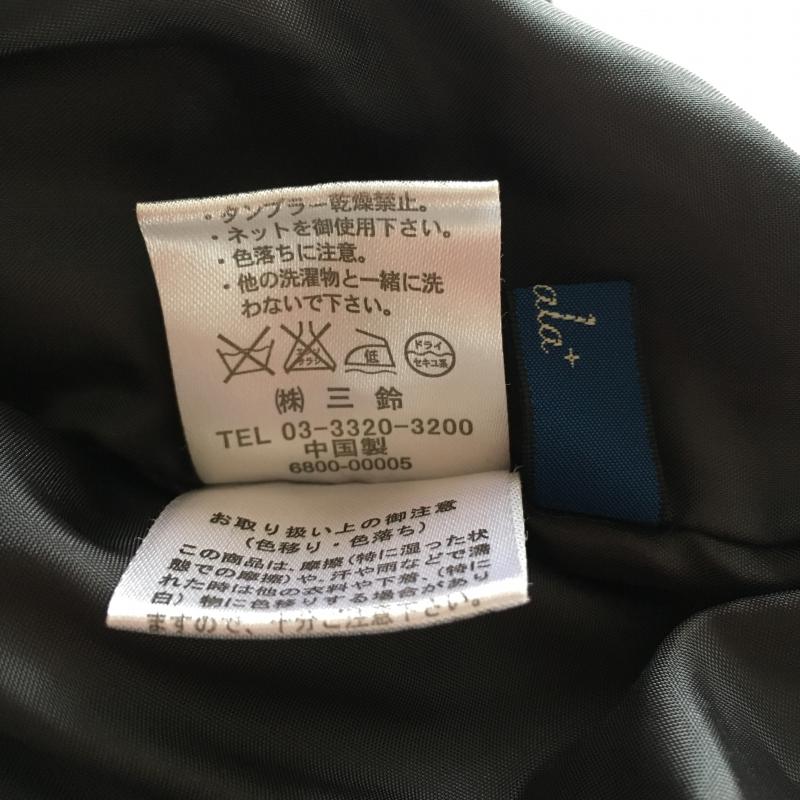 ・タンブラー乾燥禁止。
・ネットを御使用下さい。
・色落ちに注意。
・他の洗濯物と一緒に洗
わないで下さい。
エンソ
サラシ
低
ドライ
セキユ系
㈱ 三 鈴
TEL 03-3320-3200
中国製
6800-00005
お取り扱い上の御注意
(色移り・色落ち)
この商品は、摩擦(特に湿った状
態での摩擦)や、汗や雨などで濡
れた時は他の衣料や下着、(特に
白)物に色移りする場合があり
ますので、十分ご注意下さい。
ala+